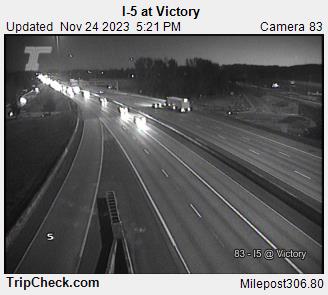 I-5 at Victory
Updated Nov 24 2023 5:21 PM Camera 83
T
S
83 - I5 @ Victory
TripCheck.com Milepost306.80